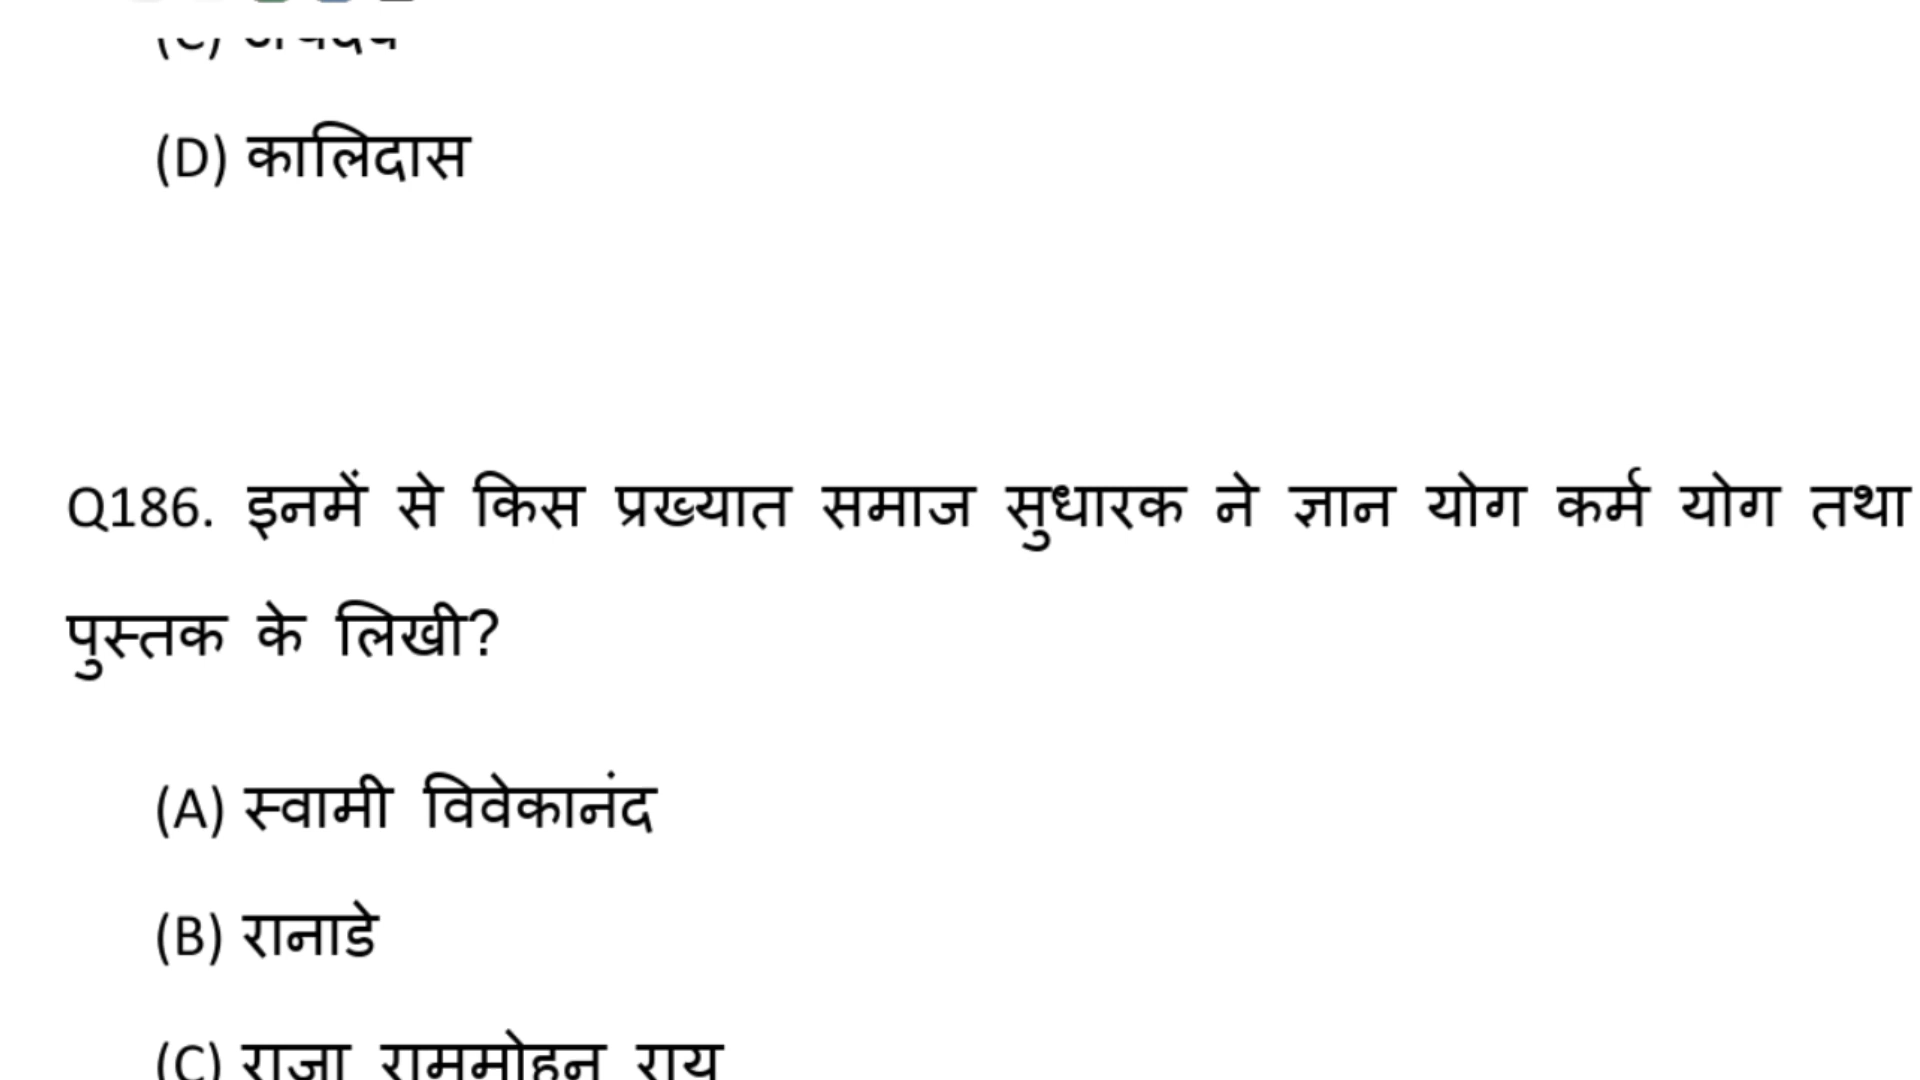 (D) कालिदास
Q186. इनमें से किस प्रख्यात समाज सुधारक ने ज्ञान योग कर्म योग तथा
पुस्तक के लिखी?
(A) स्वामी विवेकानंद
(B) रानाडे
(C) राजा राममोहन राय